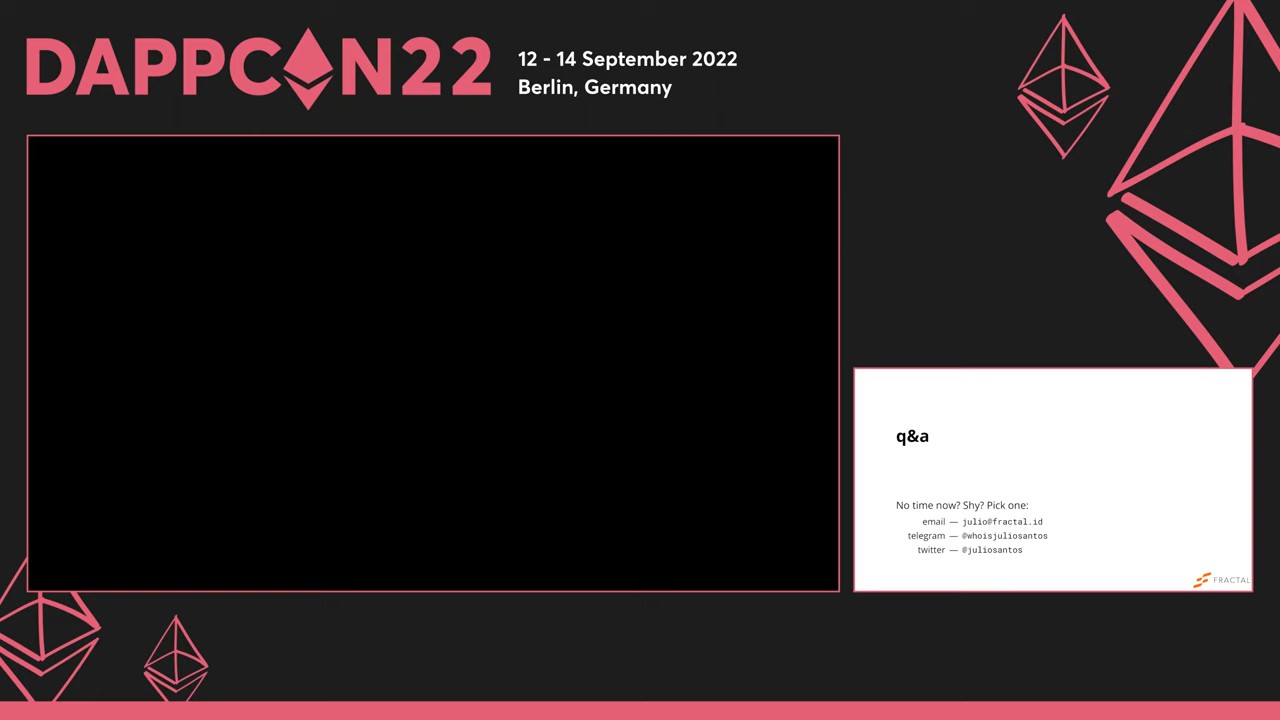 DAPPCON22
12 - 14 September 2022
Berlin, Germany
q&a
No time now? Shy? Pick one:
email — julio@fractal.id
telegram — @whoisjuliosantos
twitter — @juliosantos
FRACTAL